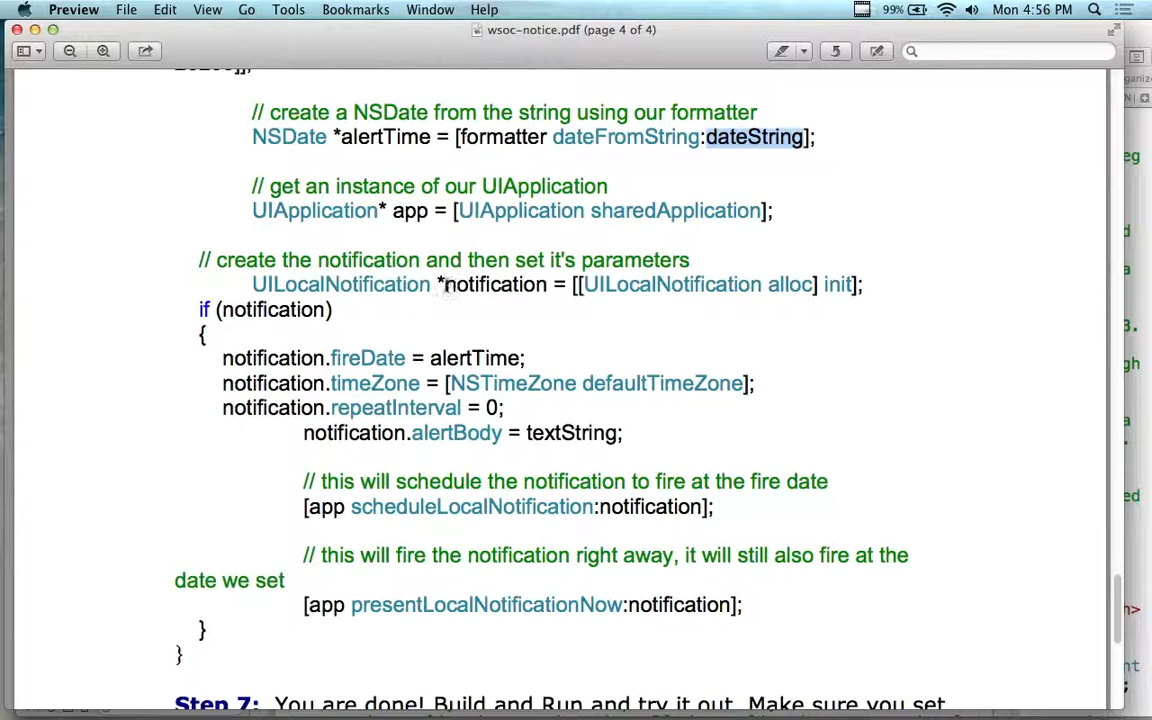 Preview File Edit View Go Tools Bookmarks Window Help 99% Mon 4:56 PM
wsoc-notice.pdf (page 4 of 4)
// create a NSDate from the string using our formatter
NSDate *alertTime = [formatter dateFromString:dateString];
// get an instance of our UIApplication
UIApplication* app = [UIApplication sharedApplication];
// create the notification and then set it's parameters
UILocalNotification *notification = [[UILocalNotification alloc] init];
if (notification)
{
notification.fireDate = alertTime;
notification.timeZone = [NSTimeZone defaultTimeZone];
notification.repeatInterval = 0;
notification.alertBody = textString;
// this will schedule the notification to fire at the fire date
[app scheduleLocalNotification:notification];
// this will fire the notification right away, it will still also fire at the
date we set
[app presentLocalNotificationNow:notification];
}
}
Step 7: You are done! Build and Run and try it out. Make sure you set